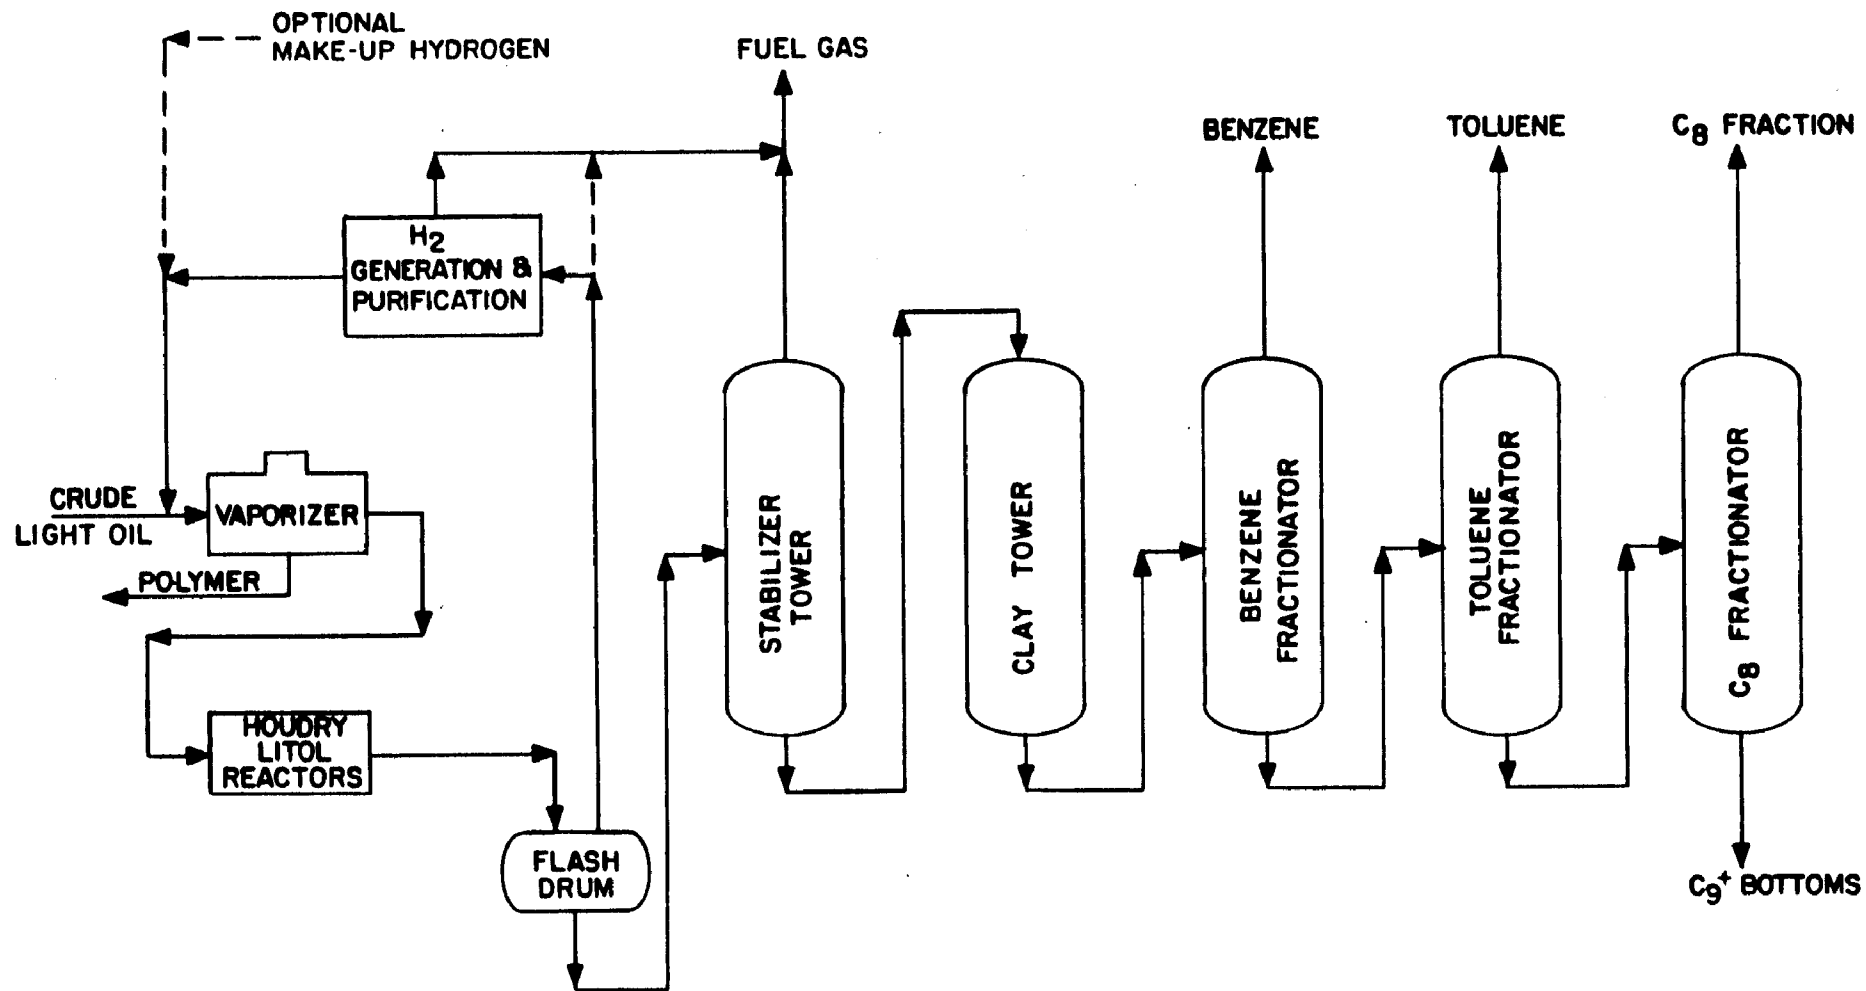 OPTIONAL
MAKE-UP HYDROGEN
FUEL GAS
BENZENE
TOLUENE
C8 FRACTION
H2
GENERATION &
PURIFICATION
CRUDE
LIGHT OIL
VAPORIZER
POLYMER
HOUDRY
LITOL
REACTORS
FLASH
DRUM
STABILIZER
TOWER
CLAY TOWER
BENZENE
FRACTIONATOR
TOLUENE
FRACTIONATOR
C8 FRACTIONATOR
C9+ BOTTOMS